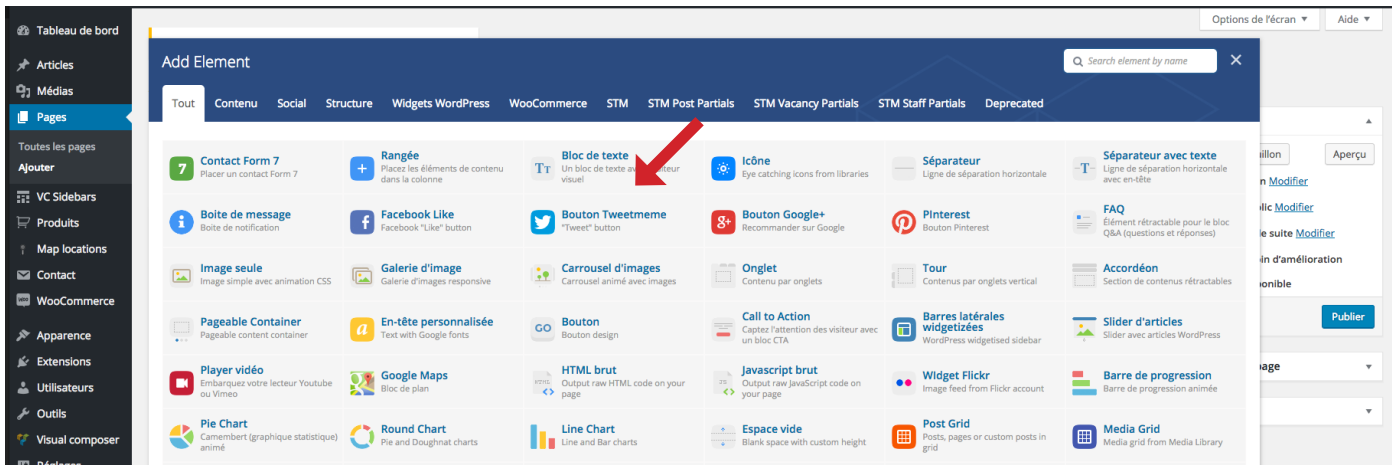 Options de l'écran ▼
Aide ▼
Tableau de bord
Articles
Médias
Pages
Toutes les pages
Ajouter
VC Sidebars
Produits
Map locations
Contact
WooCommerce
Apparence
Extensions
Utilisateurs
Outils
Visual composer
Réglages
Add Element
Search element by name
Tout Contenu Social Structure Widgets WordPress WooCommerce STM STM Post Partials STM Vacancy Partials STM Staff Partials Deprecated
7
Contact Form 7
Placer un contact Form 7
Rangée
Placez les éléments de contenu
dans la colonne
TT
Bloc de texte
Un bloc de texte
visuel
Icône
Eye catching icons from libraries
Séparateur
Ligne de séparation horizontale
T
Séparateur avec texte
Ligne de séparation horizontale
avec en-tête
Boite de message
Boite de notification
Facebook Like
Facebook "Like" button
Bouton Tweetmeme
"Tweet" button
8+
Bouton Google+
Recommander sur Google
PInterest
Bouton Pinterest
FAQ
Élément rétractable pour le bloc
Q&A (questions et réponses)
Image seule
Image simple avec animation CSS
Galerie d'image
Galerie d'images responsive
Carrousel d'images
Carrousel animé avec images
Onglet
Contenu par onglets
Tour
Contenus par onglets vertical
Accordéon
Section de contenus rétractables
Pageable Container
Pageable content container
a
En-tête personnalisée
Text with Google fonts
GO
Bouton
Bouton design
Call to Action
Captez l'attention des visiteur avec
un bloc CTA
Barres latérales
widgetizées
WordPress widgetised sidebar
Slider d'articles
Slider avec articles WordPress
Player vidéo
Embarquez votre lecteur Youtube
ou Vimeo
Google Maps
Bloc de plan
HTML brut
Output raw HTML code on your
page
JS
Javascript brut
Output raw JavaScript code on
your page
WIdget Flickr
Image feed from Flickr account
Barre de progression
Barre de progression animée
Pie Chart
Camembert (graphique statistique)
animé
Round Chart
Pie and Doughnat charts
Line Chart
Line and Bar charts
Espace vide
Blank space with custom height
Post Grid
Posts, pages or custom posts in
grid
Media Grid
Media grid from Media Library
illon
Aperçu
n Modifier
lic Modifier
e suite Modifier
in d'amélioration
ponible
Publier
age